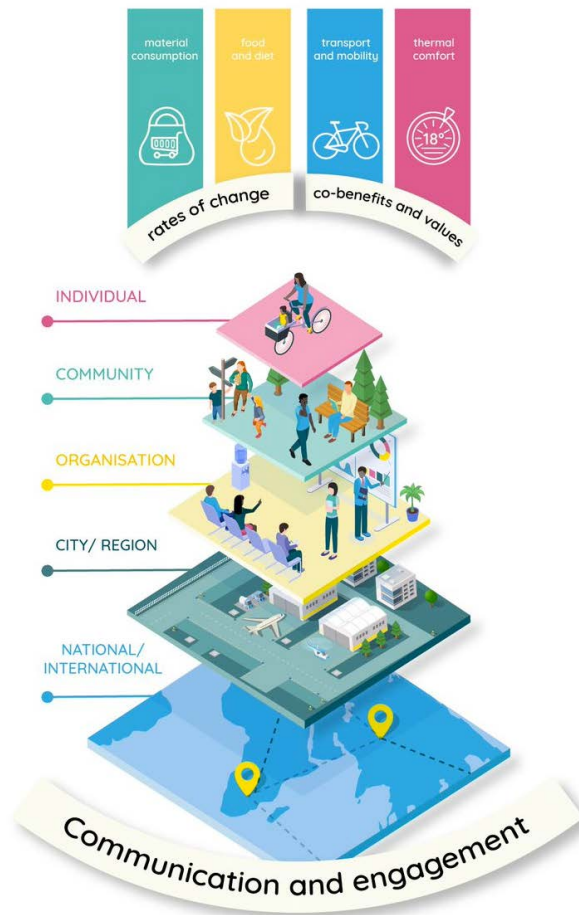 material
consumption
food
and diet
transport
and mobility
thermal
comfort
18°
rates of change
co-benefits and values
INDIVIDUAL
COMMUNITY
ORGANISATION
CITY/ REGION
NATIONAL/
INTERNATIONAL
Communication and engagement